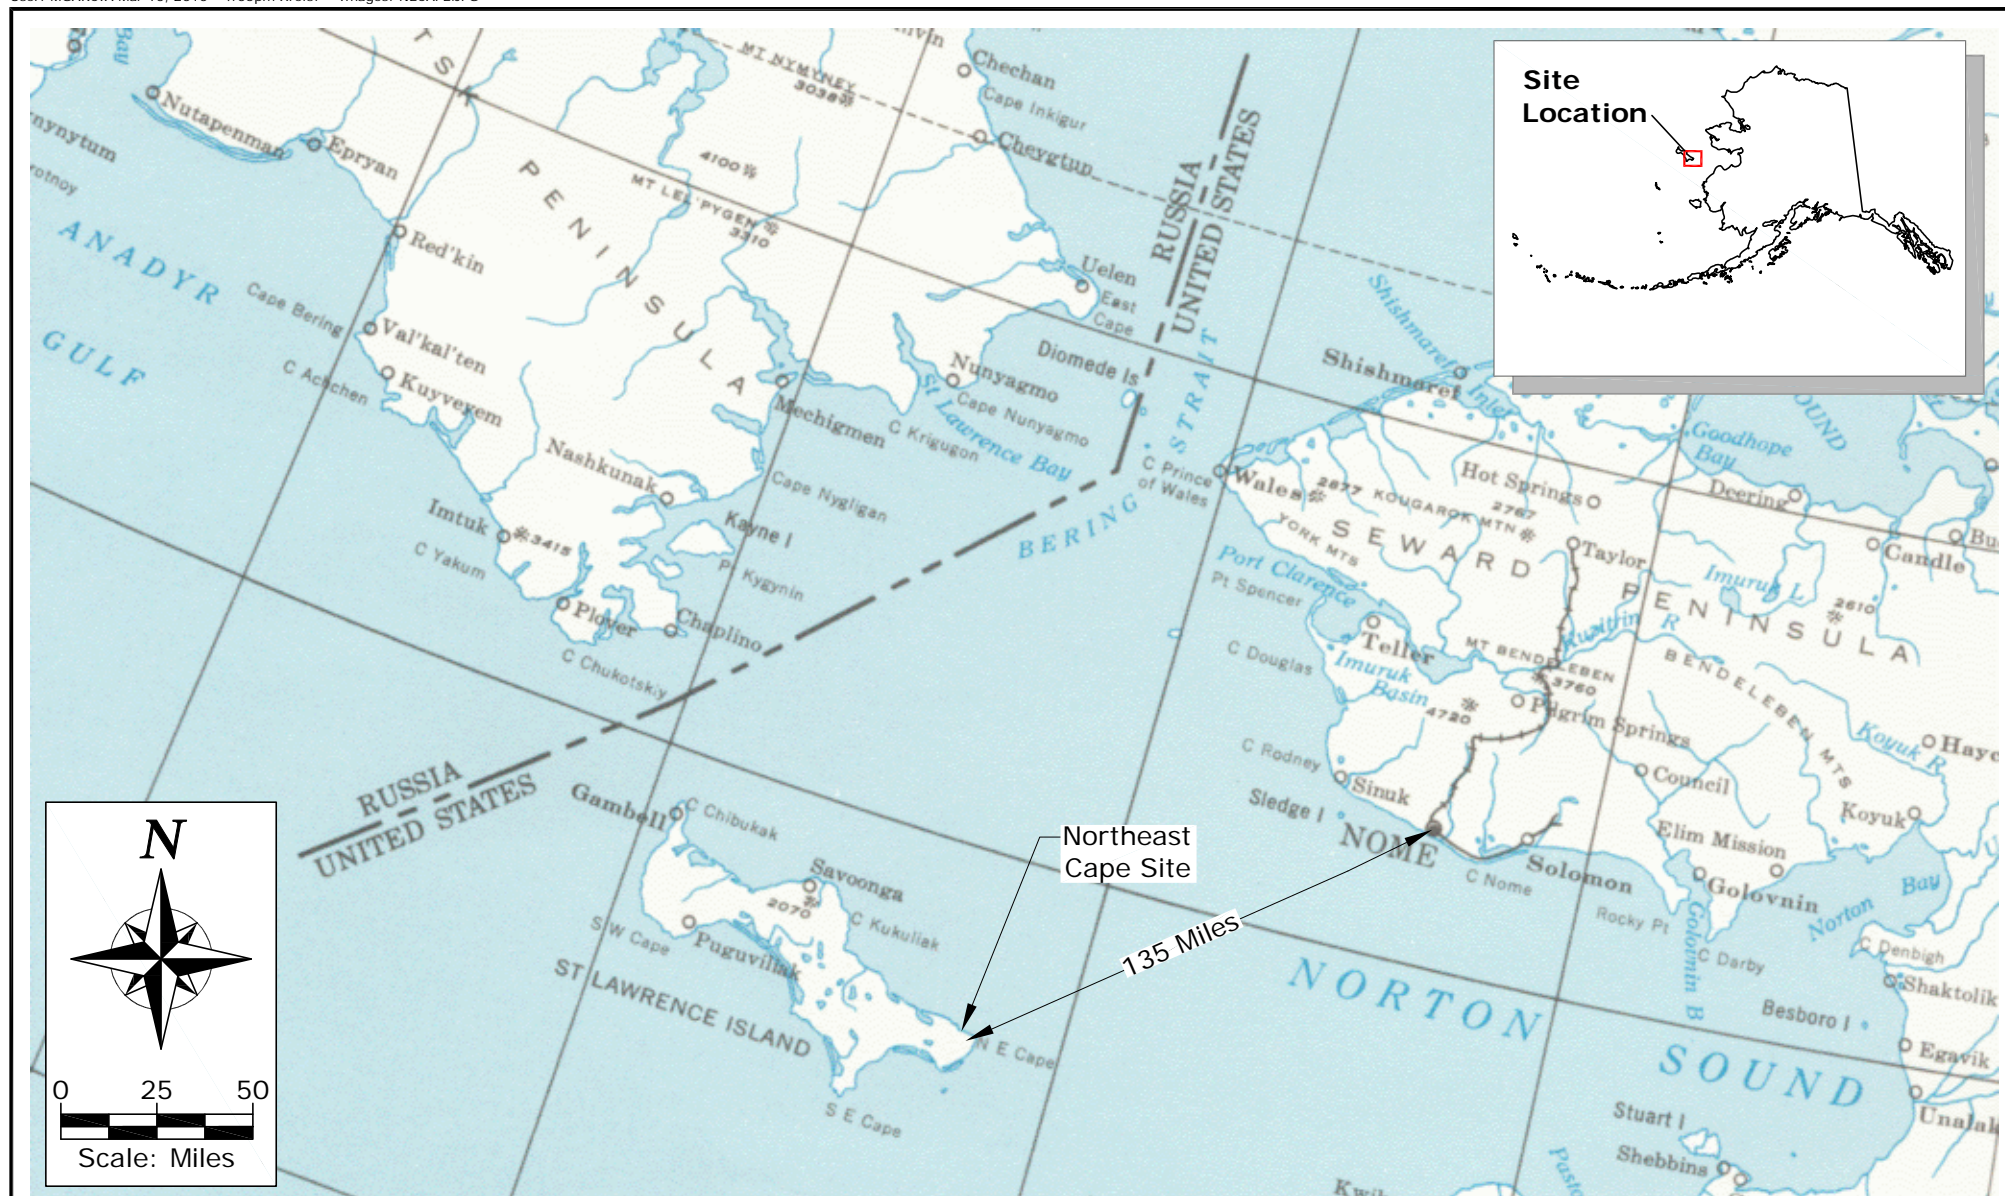 Site
Location
N
0 25 50
Scale: Miles
Northeast
Cape Site
135 Miles
RUSSIA
UNITED STATES
RUSSIA
UNITED STATES
ANADYR
GULF
PENINSULA
BERING
STRAIT
SEWARD
PENINSULA
NORTON
SOUND
ST LAWRENCE ISLAND
MT NYMYNEY
3038
4100
MT LEL'PYGEN
3310
Chechan
Cape Inkigur
Chevgtun
Nutapenman
Epryan
Red'kin
Cape Bering
Val'kal'ten
C Achchen
Kuyveyem
Uelen
East
Cape
Diomede Is
Nunyagmo
Cape Nunyagmo
St Lawrence Bay
C Krigugon
Mechigmen
Nashkunak
Cape Nygligan
Kayne I
Pt Kygynin
Imtuk
3415
C Yakum
Plover
Chaplino
C Chukotskiy
Gambell
C Chibukak
Savoonga
2070
C Kukuliak
S W Cape
Puguviliak
N E Cape
S E Cape
Shishmaref
Shishmaref Inlet
C Prince
of Wales
Wales
2877
KOUGAROK MTN
2767
YORK MTS
Hot Springs
Goodhope
Bay
Deering
Candle
Taylor
Imuruk L
2610
Kuzitrin R
Port Clarence
Pt Spencer
Teller
C Douglas
Imuruk
Basin
MT BENDELEBEN
3760
4720
Pilgrim Springs
BENDELEBEN MTS
Koyuk R
Koyuk
C Rodney
Sinuk
Sledge I
NOME
Solomon
C Nome
Council
Elim Mission
Golovnin
Golovnin B
Rocky Pt
C Darby
Norton
Bay
C Denbigh
Shaktolik
Besboro I
Egavik
Stuart I
Shebbins